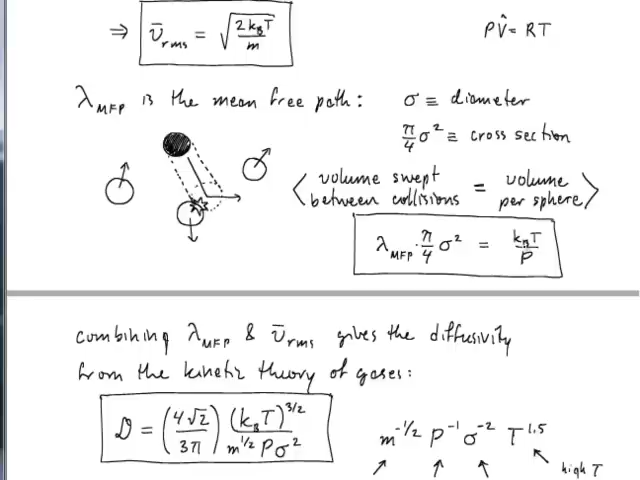 ⇒ v̄rms = √(2kBT/m)
PV̂ = RT
λMFP is the mean free path: σ ≡ diameter
π/4 σ² ≡ cross section
⟨ volume swept between collisions = volume per sphere ⟩
λMFP · π/4 σ² = kBT/P
combining λMFP & v̄rms gives the diffusivity
from the kinetic theory of gases:
𝒟 = (4√2/3π) (kBT)^3/2 / m^1/2 P σ²
m^-1/2 P^-1 σ^-2 T^1.5
high T